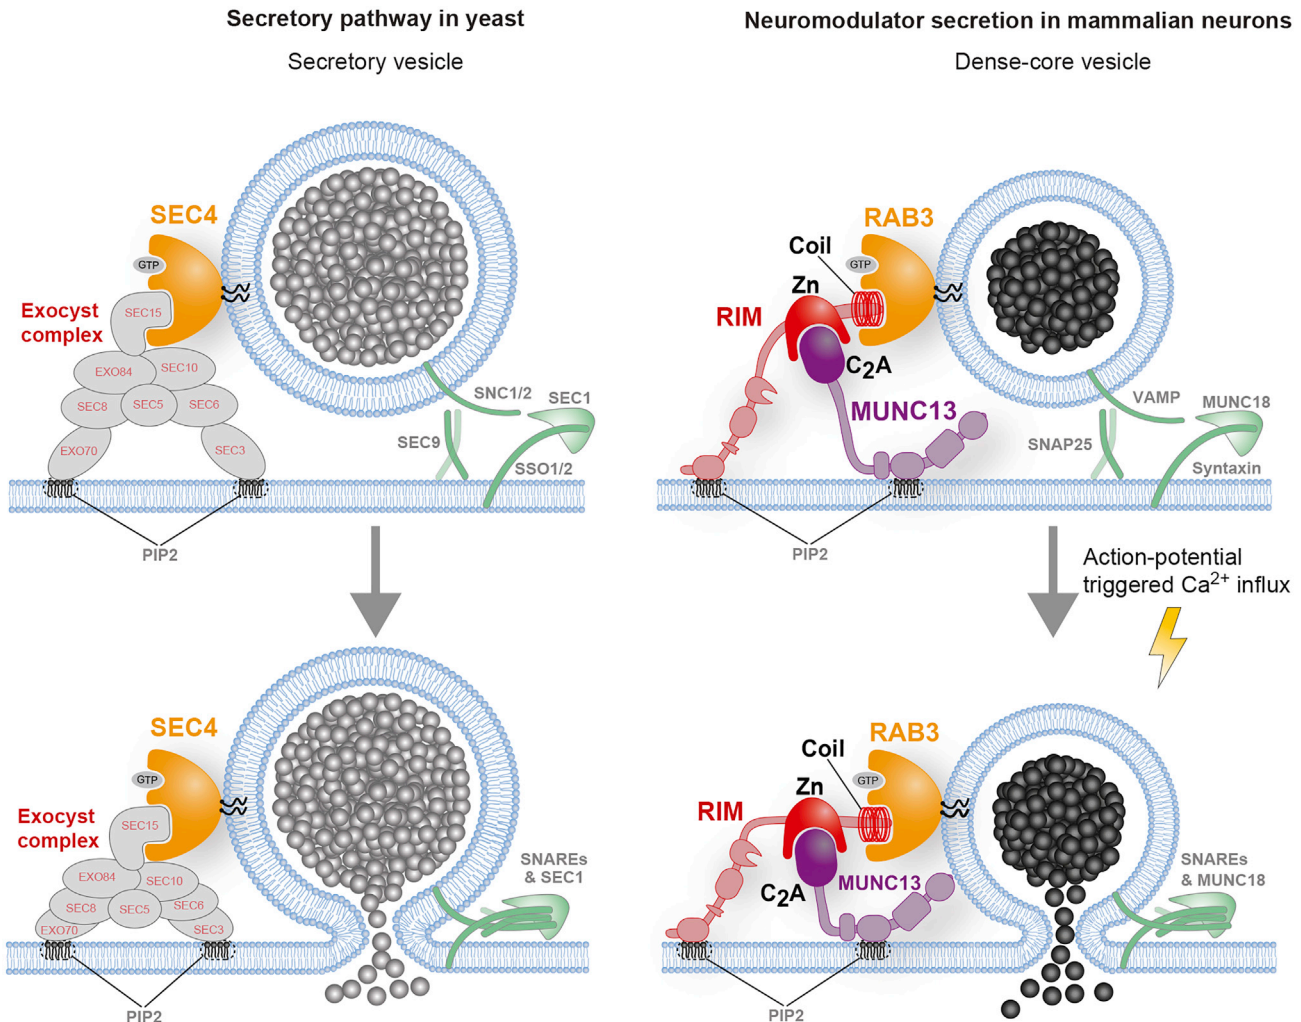 Secretory pathway in yeast
Secretory vesicle
SEC4
GTP
Exocyst
complex
SEC15
EXO84
SEC10
SEC8
SEC5
SEC6
EXO70
SEC3
SNC1/2
SEC1
SEC9
SSO1/2
PIP2
SEC4
GTP
Exocyst
complex
SEC15
EXO84
SEC10
SEC8
SEC5
SEC6
EXO70
SEC3
SNAREs
& SEC1
PIP2
Neuromodulator secretion in mammalian neurons
Dense-core vesicle
RAB3
Coil
GTP
Zn
RIM
C2A
MUNC13
VAMP
MUNC18
SNAP25
Syntaxin
PIP2
Action-potential
triggered Ca2+ influx
RAB3
Coil
GTP
Zn
RIM
C2A
MUNC13
SNAREs
& MUNC18
PIP2